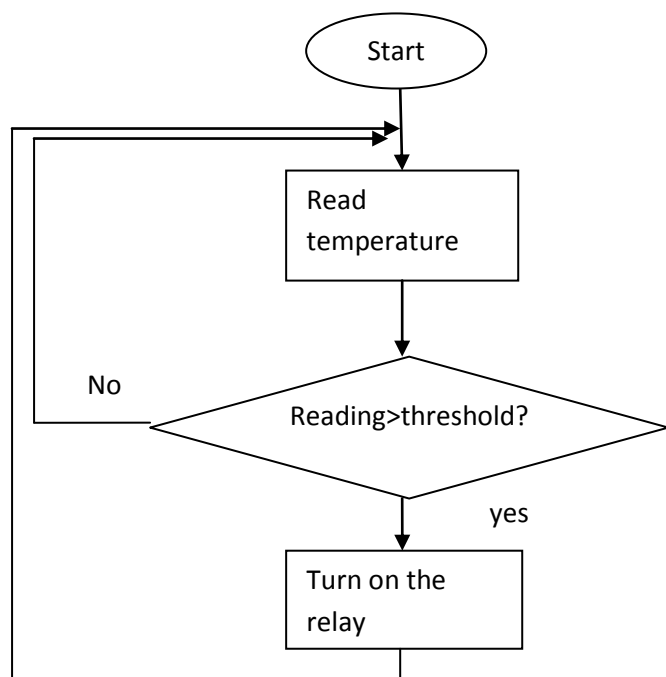 Start
Read
temperature
No
Reading>threshold?
yes
Turn on the
relay